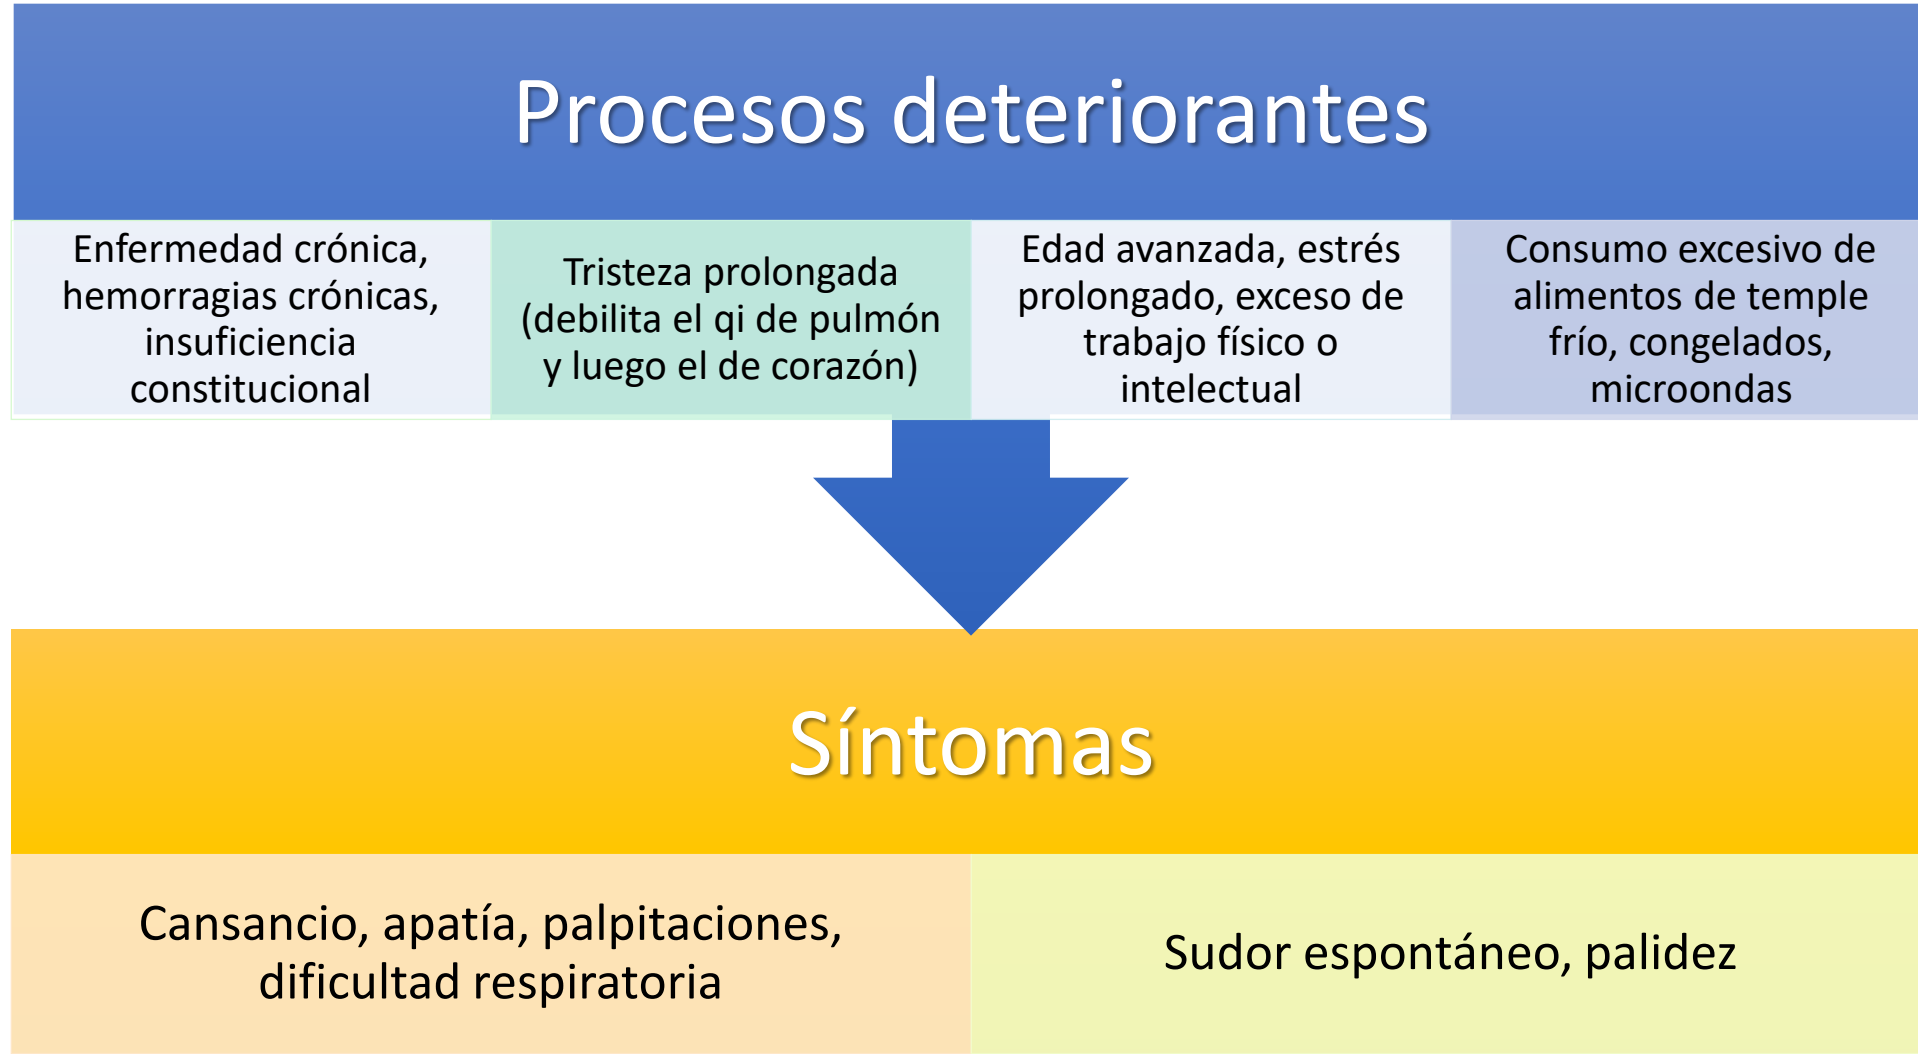 Procesos deteriorantes
Enfermedad crónica,
hemorragias crónicas,
insuficiencia
constitucional
Tristeza prolongada
(debilita el qi de pulmón
y luego el de corazón)
Edad avanzada, estrés
prolongado, exceso de
trabajo físico o
intelectual
Consumo excesivo de
alimentos de temple
frío, congelados,
microondas
Síntomas
Cansancio, apatía, palpitaciones,
dificultad respiratoria
Sudor espontáneo, palidez